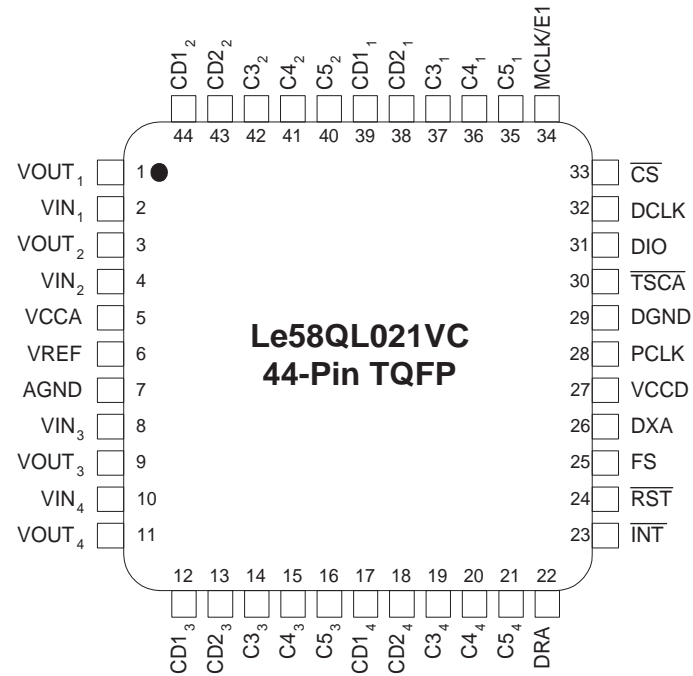 CD1₂ CD2₂ C3₂ C4₂ C5₂ CD1₁ CD2₁ C3₁ C4₁ C5₁ MCLK/E1
44 43 42 41 40 39 38 37 36 35 34
VOUT₁ 1 33 C̅S̅
VIN₁ 2 32 DCLK
VOUT₂ 3 31 DIO
VIN₂ 4 30 T̅S̅C̅A̅
VCCA 5 29 DGND
VREF 6 28 PCLK
AGND 7 27 VCCD
VIN₃ 8 26 DXA
VOUT₃ 9 25 FS
VIN₄ 10 24 R̅S̅T̅
VOUT₄ 11 23 I̅N̅T̅
Le58QL021VC
44-Pin TQFP
12 13 14 15 16 17 18 19 20 21 22
CD1₃ CD2₃ C3₃ C4₃ C5₃ CD1₄ CD2₄ C3₄ C4₄ C5₄ DRA